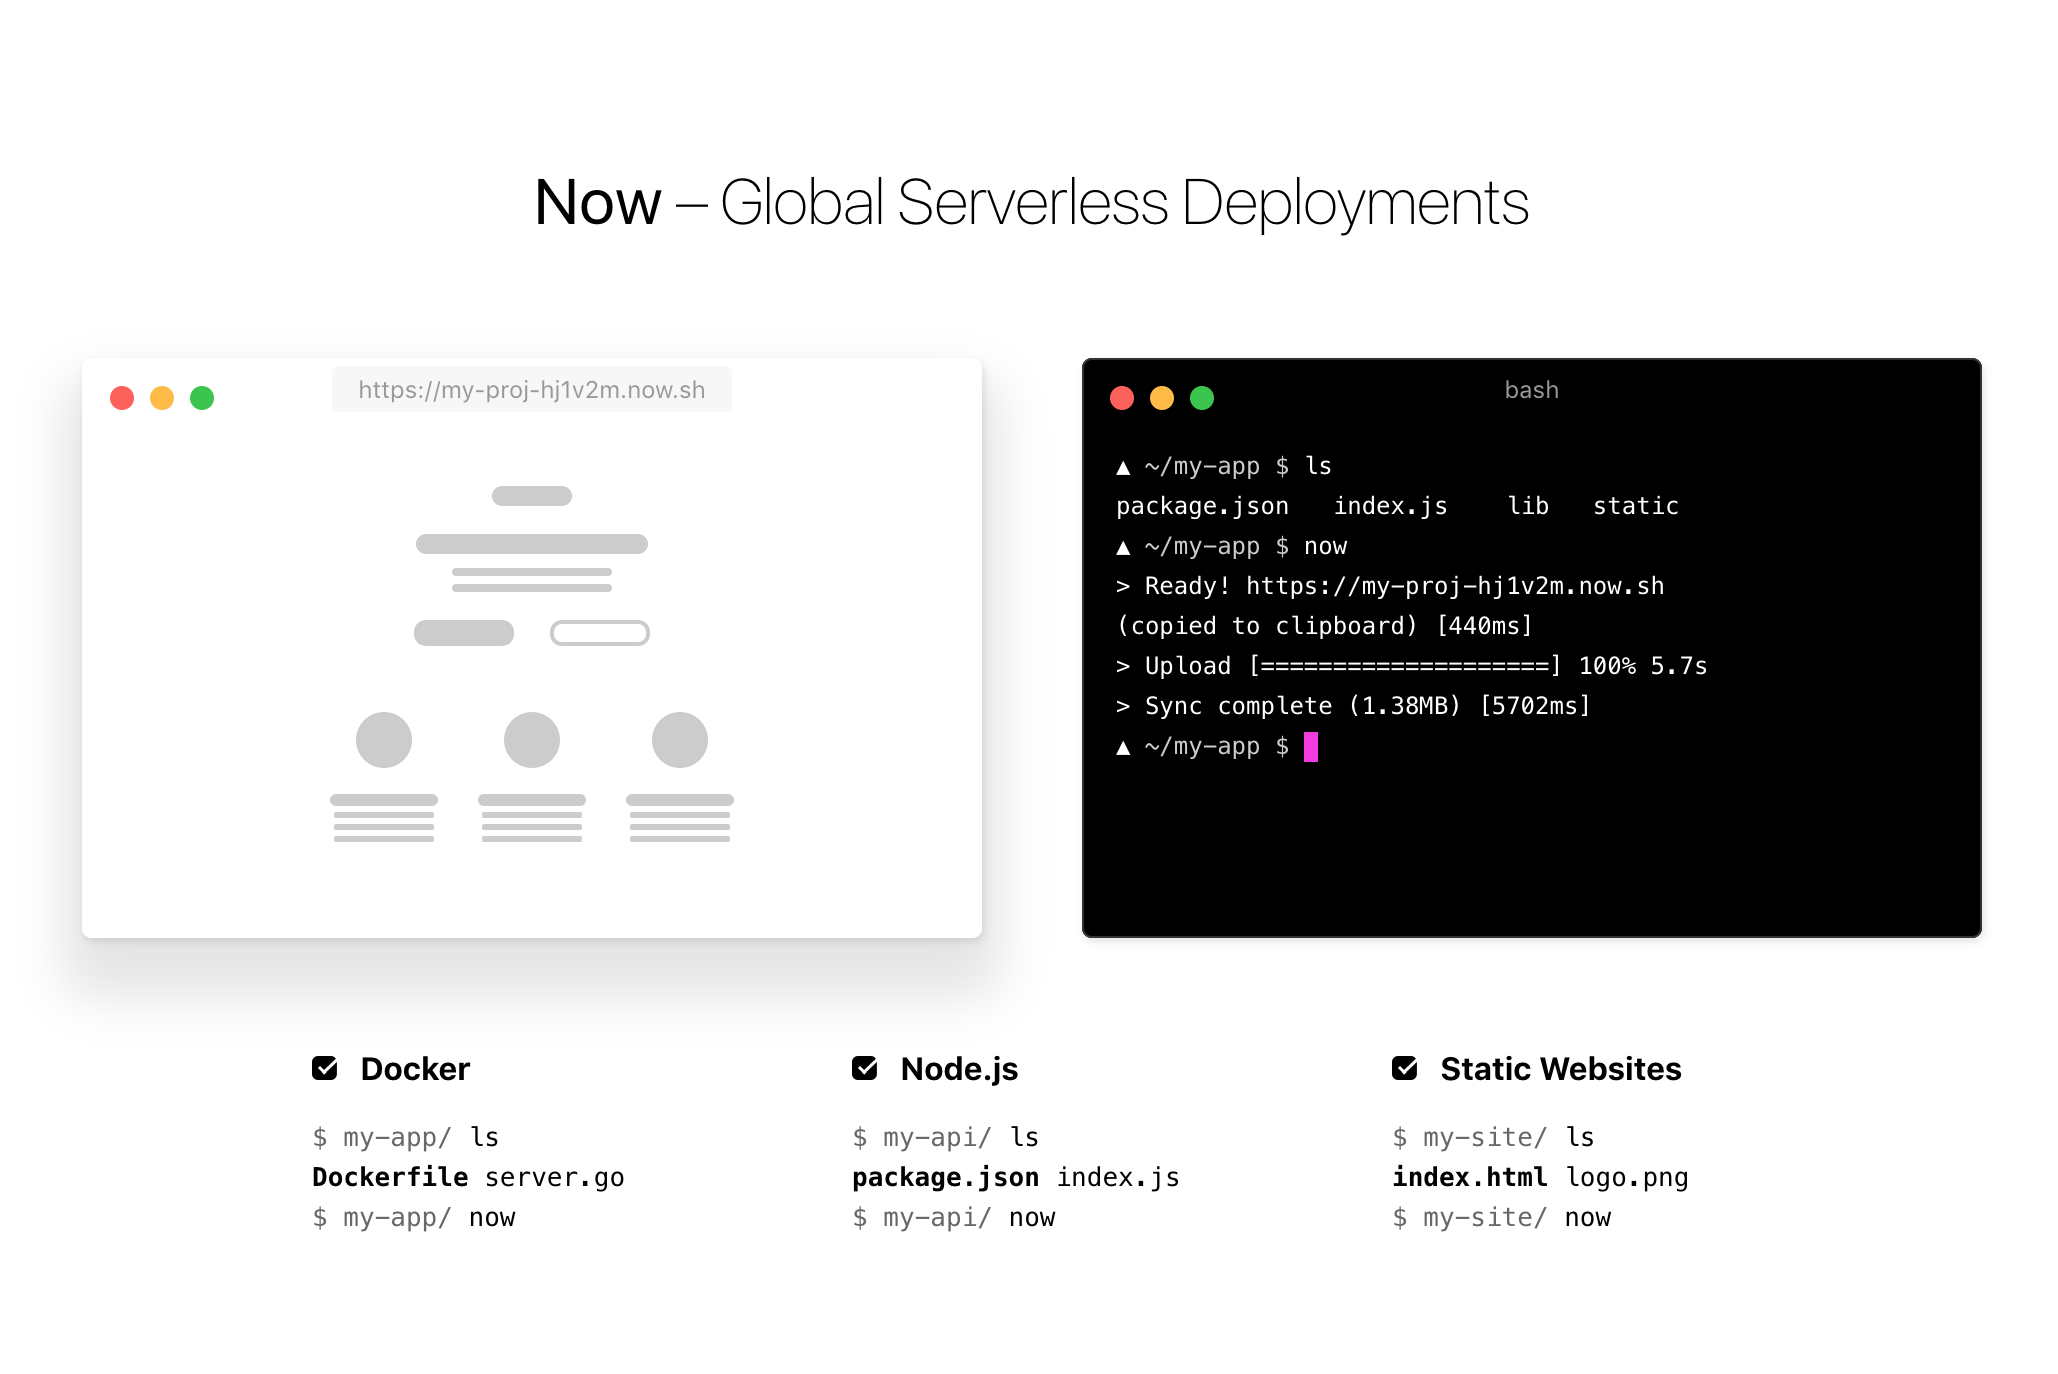 Now – Global Serverless Deployments
https://my-proj-hj1v2m.now.sh
bash
▲ ~/my-app $ ls
package.json   index.js    lib   static
▲ ~/my-app $ now
> Ready! https://my-proj-hj1v2m.now.sh
(copied to clipboard) [440ms]
> Upload [====================] 100% 5.7s
> Sync complete (1.38MB) [5702ms]
▲ ~/my-app $
Docker
$ my-app/ ls
Dockerfile server.go
$ my-app/ now
Node.js
$ my-api/ ls
package.json index.js
$ my-api/ now
Static Websites
$ my-site/ ls
index.html logo.png
$ my-site/ now